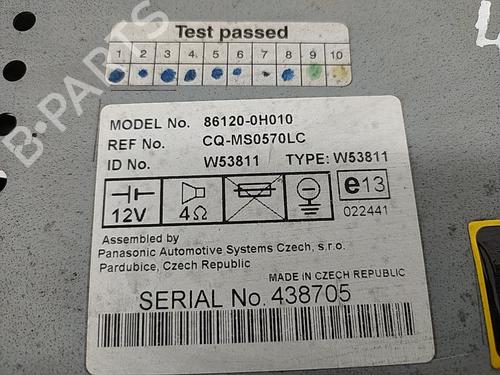 B-PARTS
Test passed
1 2 3 4 5 6 7 8 9 10
MODEL No. 86120-0H010
REF No. CQ-MS0570LC
ID No. W53811 TYPE: W53811
12V 4Ω e13
022441
Assembled by
Panasonic Automotive Systems Czech, s.r.o.
Pardubice, Czech Republic
MADE IN CZECH REPUBLIC
SERIAL No. 438705